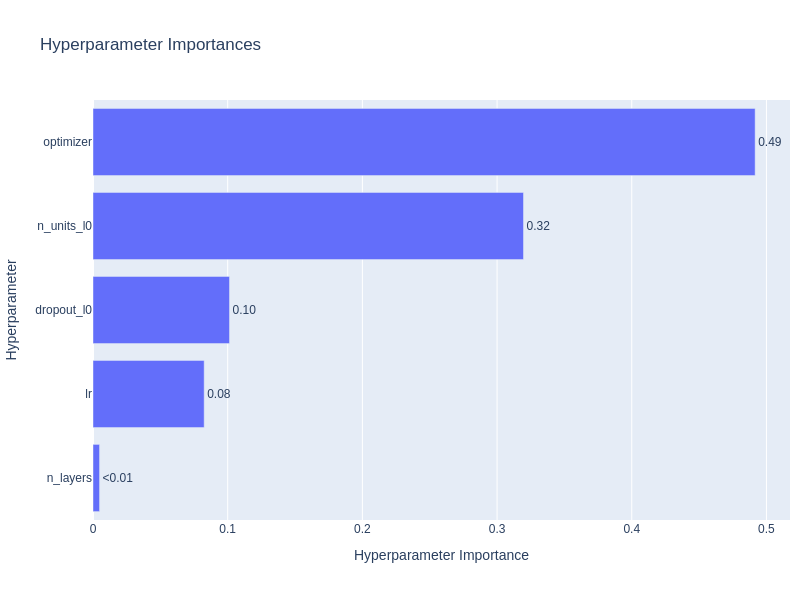 Hyperparameter Importances
optimizer 0.49
n_units_l0 0.32
dropout_l0 0.10
lr 0.08
n_layers <0.01
0 0.1 0.2 0.3 0.4 0.5
Hyperparameter Importance
Hyperparameter